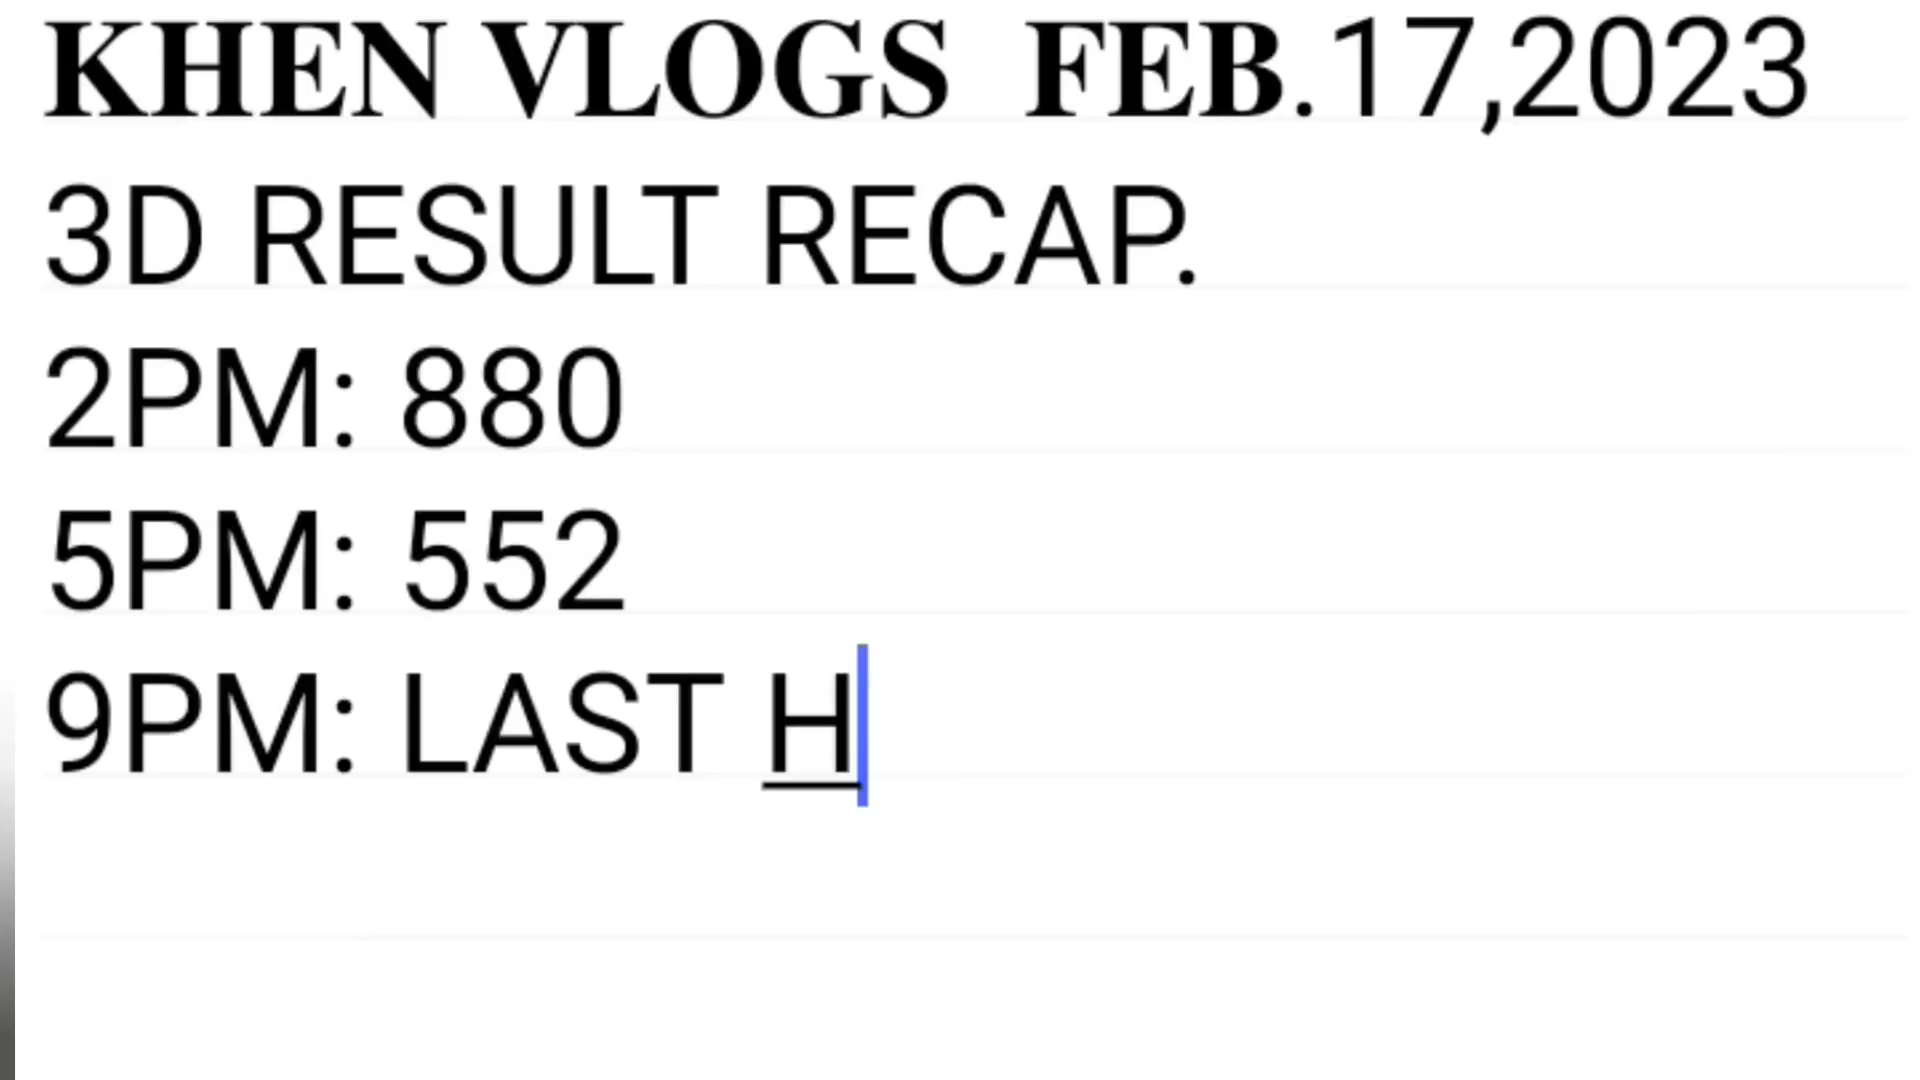 KHEN VLOGS  FEB.17,2023
3D RESULT RECAP.
2PM: 880
5PM: 552
9PM: LAST H